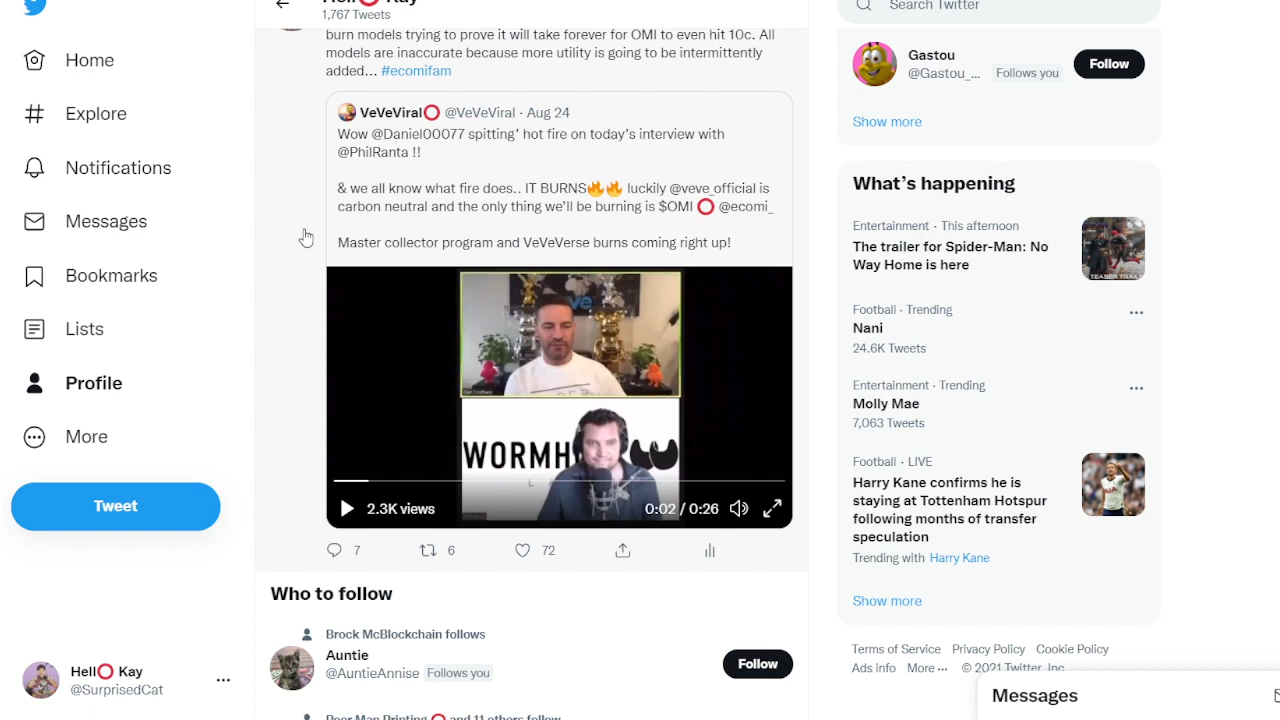 Hell⭕ Kay
1,767 Tweets
Search Twitter
Home
Explore
Notifications
Messages
Bookmarks
Lists
Profile
More
Tweet
Hell⭕ Kay
@SurprisedCat
burn models trying to prove it will take forever for OMI to even hit 10c. All
models are inaccurate because more utility is going to be intermittently
added… #ecomifam
VeVeViral⭕ @VeVeViral · Aug 24
Wow @Daniel00077 spitting' hot fire on today's interview with
@PhilRanta !!
& we all know what fire does.. IT BURNS🔥🔥 luckily @veve_official is
carbon neutral and the only thing we'll be burning is $OMI ⭕ @ecomi_
Master collector program and VeVeVerse burns coming right up!
WORMH
2.3K views
0:02 / 0:26
7
6
72
Who to follow
Brock McBlockchain follows
Auntie
@AuntieAnnise Follows you
Follow
Peer Man Printing ⭕ and 11 others follow
Gastou
@Gastou_... Follows you
Follow
Show more
What's happening
Entertainment · This afternoon
The trailer for Spider-Man: No
Way Home is here
TEASER TRAIL
Football · Trending
Nani
24.6K Tweets
Entertainment · Trending
Molly Mae
7,063 Tweets
Football · LIVE
Harry Kane confirms he is
staying at Tottenham Hotspur
following months of transfer
speculation
Trending with Harry Kane
Show more
Terms of Service Privacy Policy Cookie Policy
Ads info More ··· © 2021 Twitter, Inc.
Messages